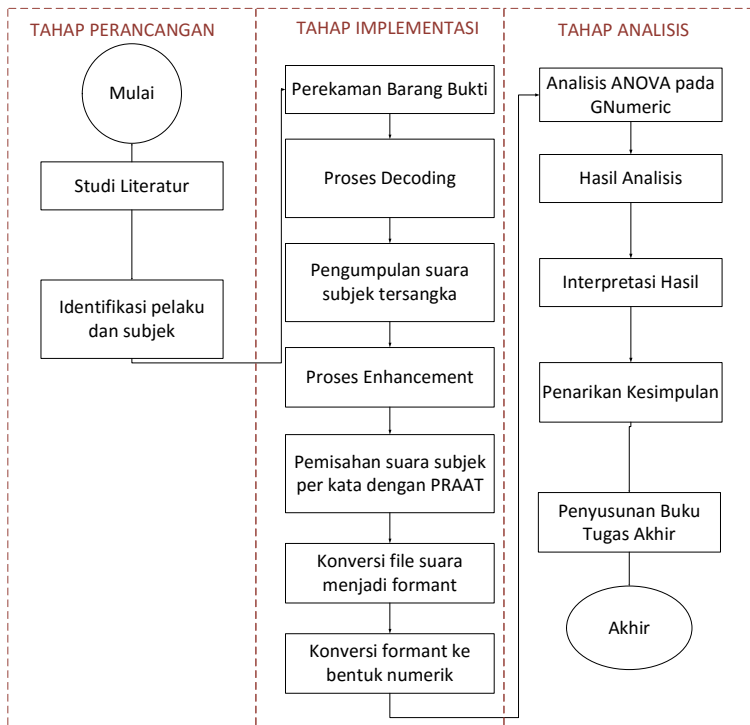 TAHAP PERANCANGAN
Mulai
Studi Literatur
Identifikasi pelaku
dan subjek
TAHAP IMPLEMENTASI
Perekaman Barang Bukti
Proses Decoding
Pengumpulan suara
subjek tersangka
Proses Enhancement
Pemisahan suara subjek
per kata dengan PRAAT
Konversi file suara
menjadi formant
Konversi formant ke
bentuk numerik
TAHAP ANALISIS
Analisis ANOVA pada
GNumeric
Hasil Analisis
Interpretasi Hasil
Penarikan Kesimpulan
Penyusunan Buku
Tugas Akhir
Akhir